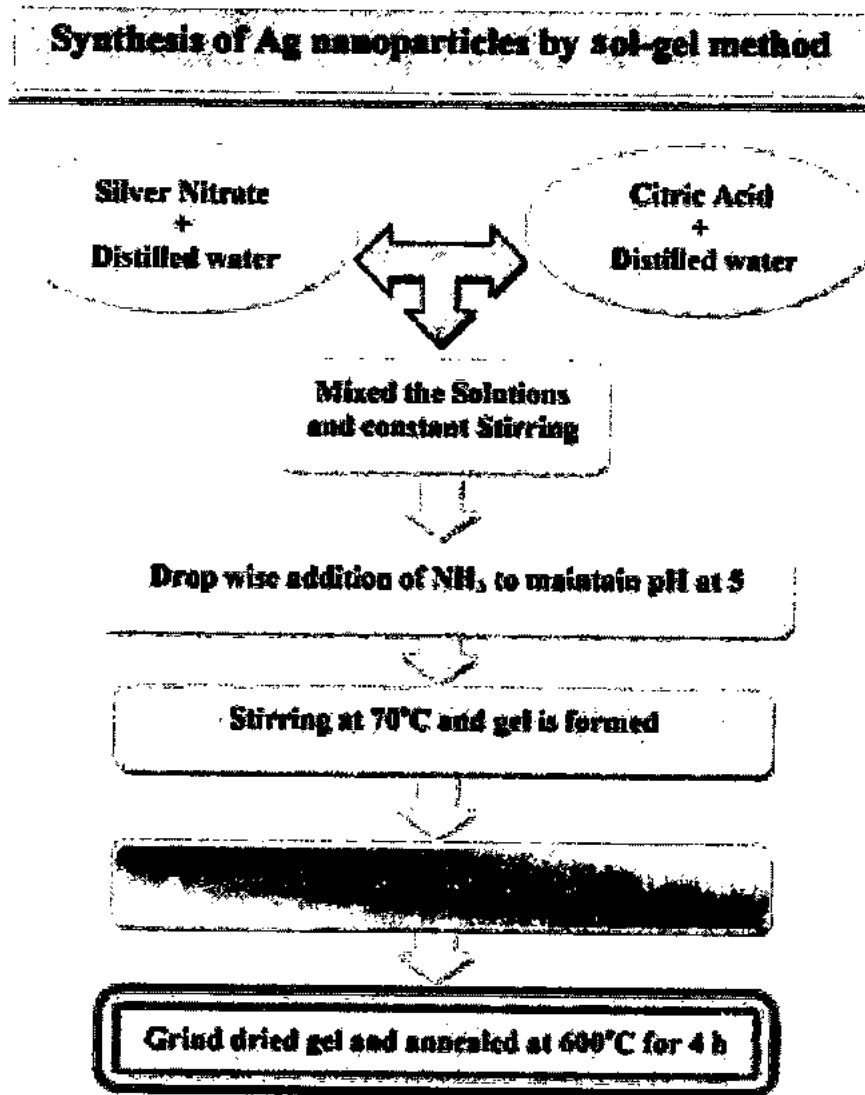 Synthesis of Ag nanoparticles by sol-gel method
Silver Nitrate
+
Distilled water
Citric Acid
+
Distilled water
Mixed the Solutions
and constant Stirring
Drop wise addition of NH₃ to maintain pH at 5
Stirring at 70°C and gel is formed
Grind dried gel and annealed at 600°C for 4 h